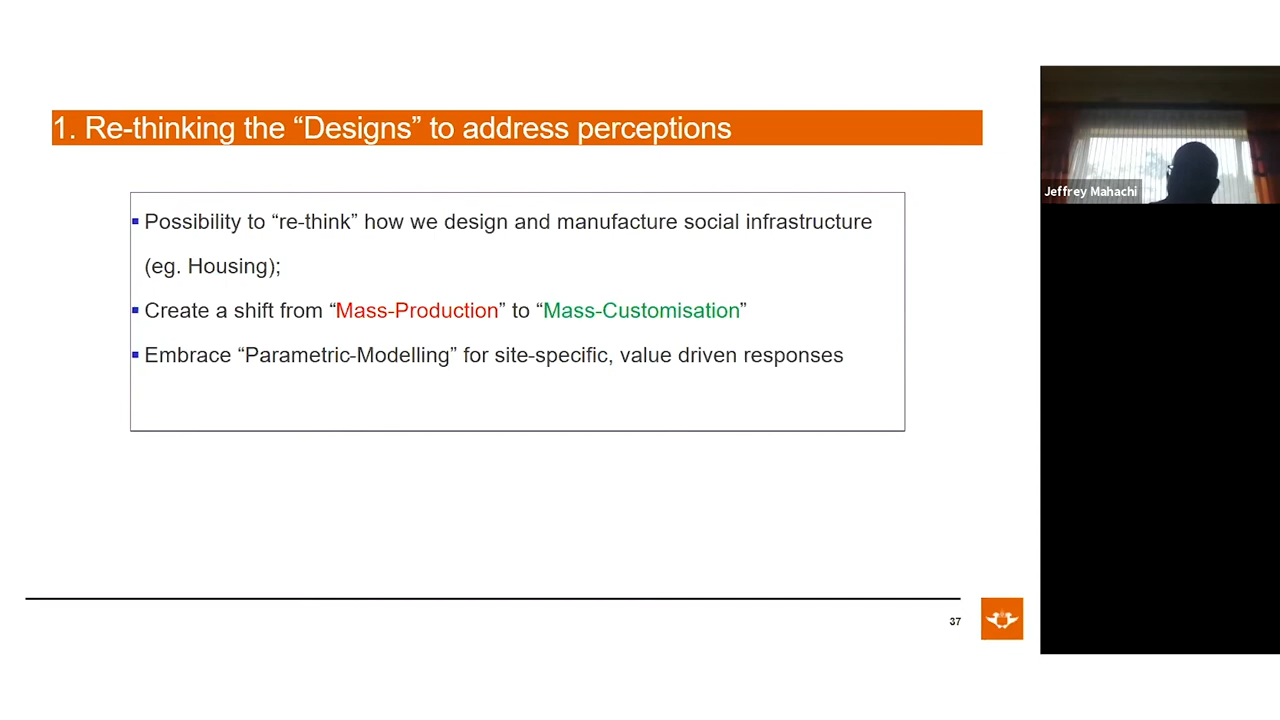 1. Re-thinking the “Designs” to address perceptions
Possibility to “re-think” how we design and manufacture social infrastructure
(eg. Housing);
Create a shift from “Mass-Production” to “Mass-Customisation”
Embrace “Parametric-Modelling” for site-specific, value driven responses
37
Jeffrey Mahachi